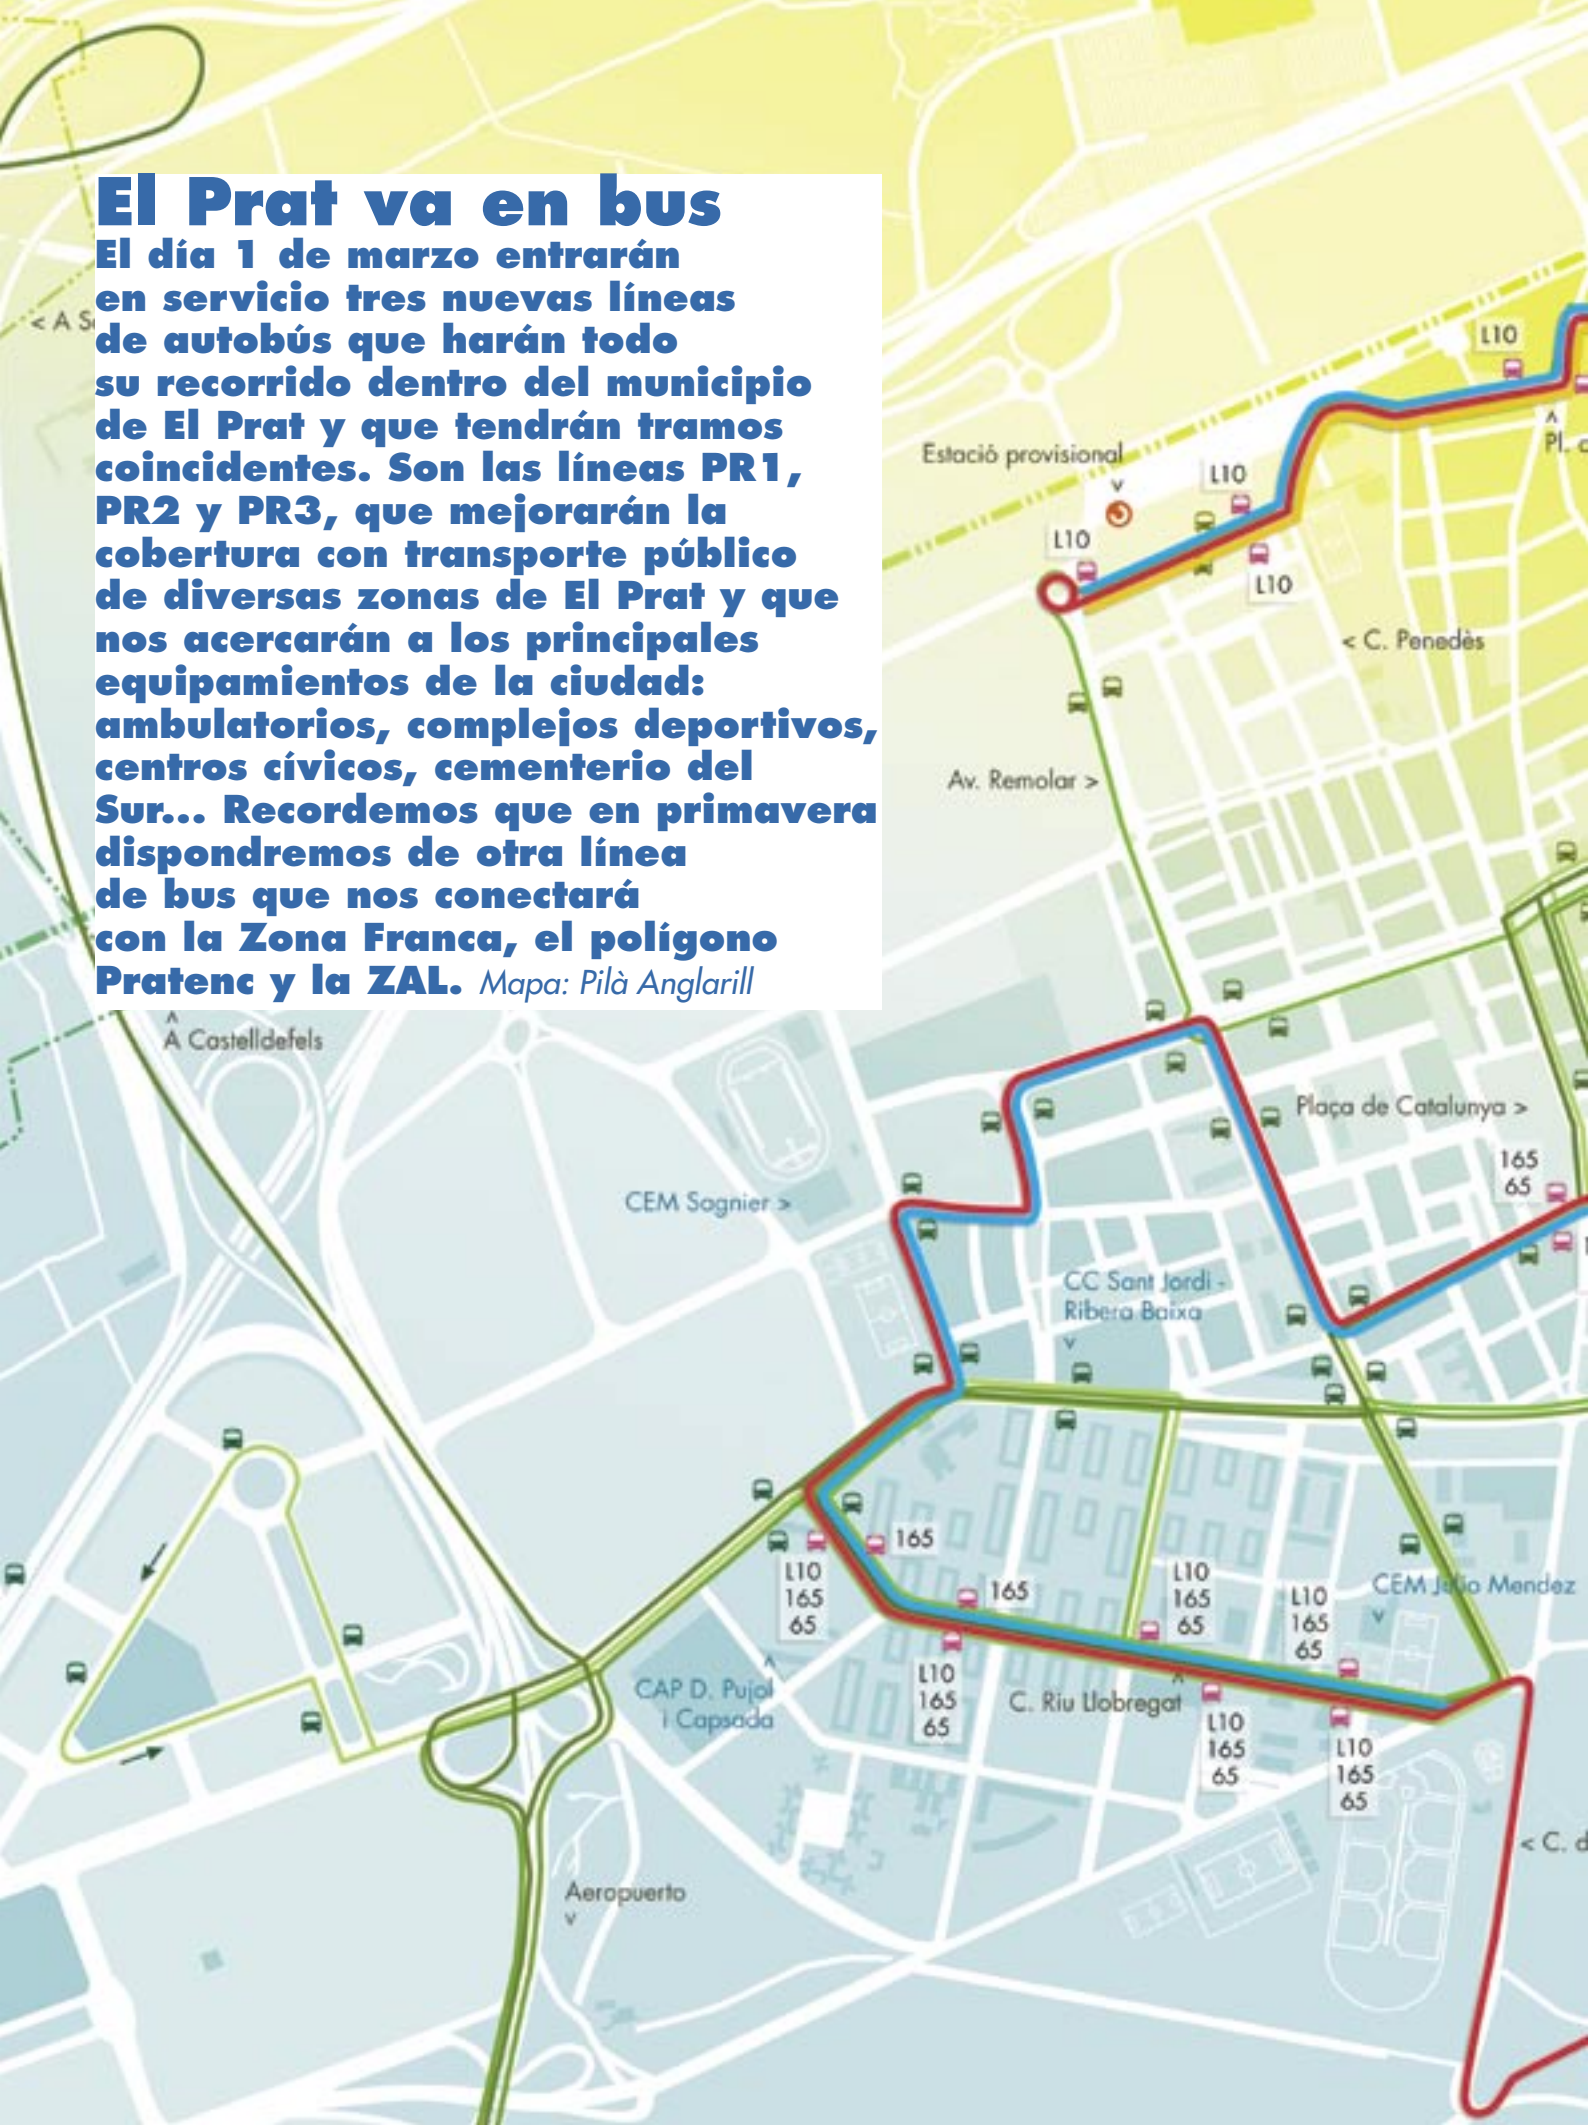 El Prat va en bus
El día 1 de marzo entrarán
en servicio tres nuevas líneas
de autobús que harán todo
su recorrido dentro del municipio
de El Prat y que tendrán tramos
coincidentes. Son las líneas PR1,
PR2 y PR3, que mejorarán la
cobertura con transporte público
de diversas zonas de El Prat y que
nos acercarán a los principales
equipamientos de la ciudad:
ambulatorios, complejos deportivos,
centros cívicos, cementerio del
Sur... Recordemos que en primavera
dispondremos de otra línea
de bus que nos conectará
con la Zona Franca, el polígono
Pratenc y la ZAL. Mapa: Pilà Anglarill
< A
L10
Pl.
Estació provisional
L10
L10
L10
< C. Penedès
Av. Remolar >
A Castelldefels
Plaça de Catalunya >
165
65
CEM Sagnier >
CC Sant Jordi -
Ribera Baixa
165
L10
165
65
165
L10
165
65
L10
165
65
CEM Julio Mendez
CAP D. Pujol
i Capsada
L10
165
65
C. Riu Llobregat
L10
165
65
L10
165
65
< C.
Aeropuerto